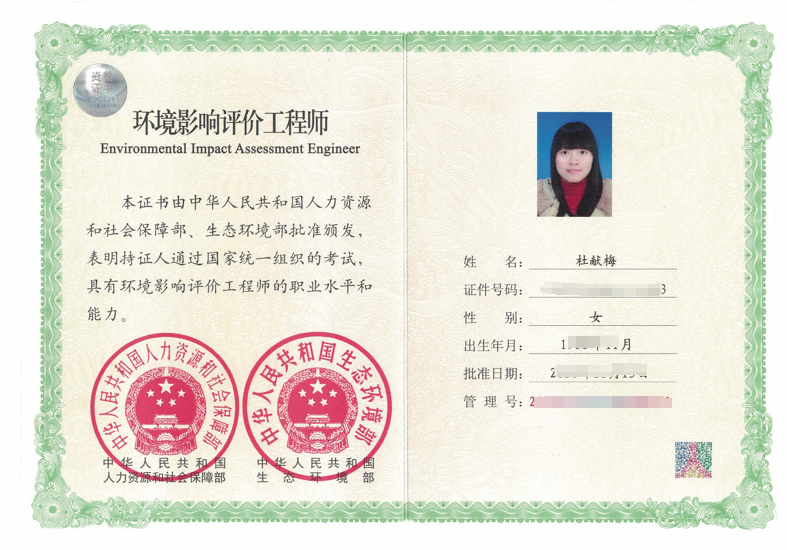 环境影响评价工程师
Environmental Impact Assessment Engineer
本证书由中华人民共和国人力资源
和社会保障部、生态环境部批准颁发，
表明持证人通过国家统一组织的考试，
具有环境影响评价工程师的职业水平和
能力。
中华人民共和国人力资源和社会保障部
中华人民共和国生态环境部
中华人民共和国
人力资源和社会保障部
中华人民共和国
生态环境部
姓名：杜献梅
证件号码：3
性别：女
出生年月：月
批准日期：
管理号：2